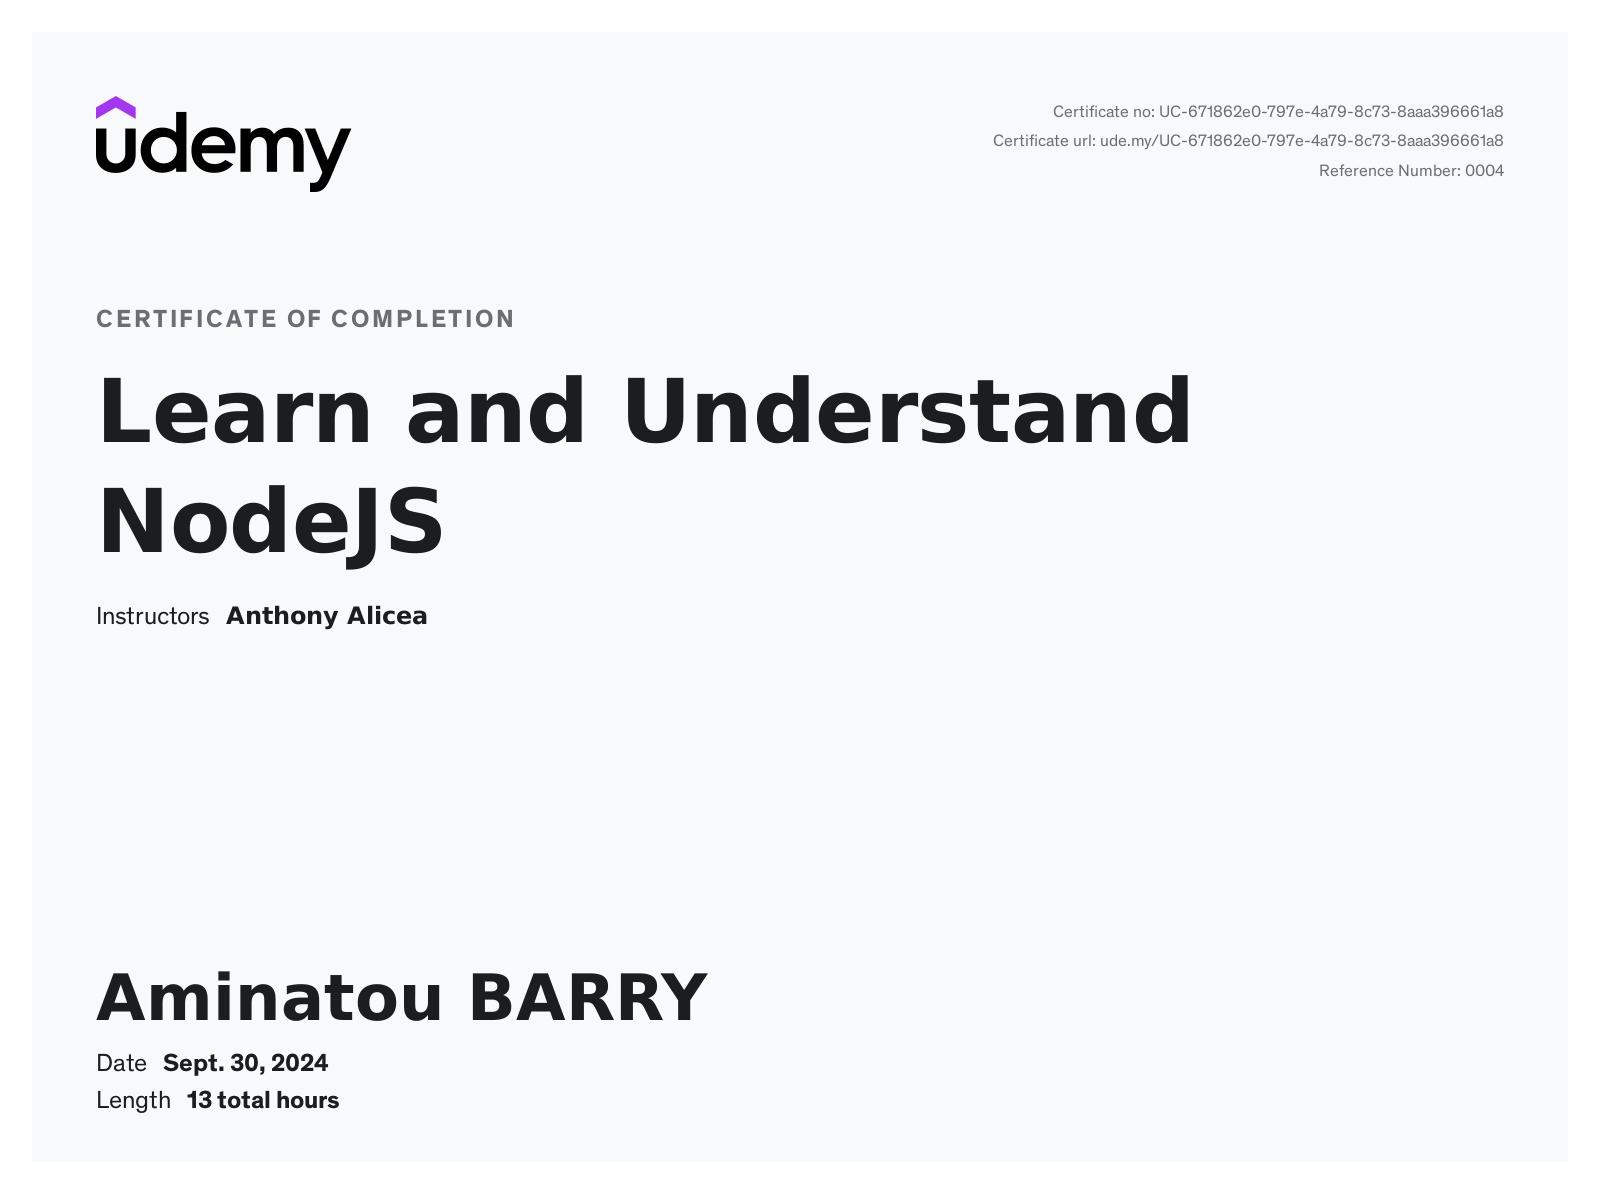 udemy
Certificate no: UC-671862e0-797e-4a79-8c73-8aaa396661a8
Certificate url: ude.my/UC-671862e0-797e-4a79-8c73-8aaa396661a8
Reference Number: 0004
CERTIFICATE OF COMPLETION
Learn and Understand
NodeJS
Instructors Anthony Alicea
Aminatou BARRY
Date Sept. 30, 2024
Length 13 total hours